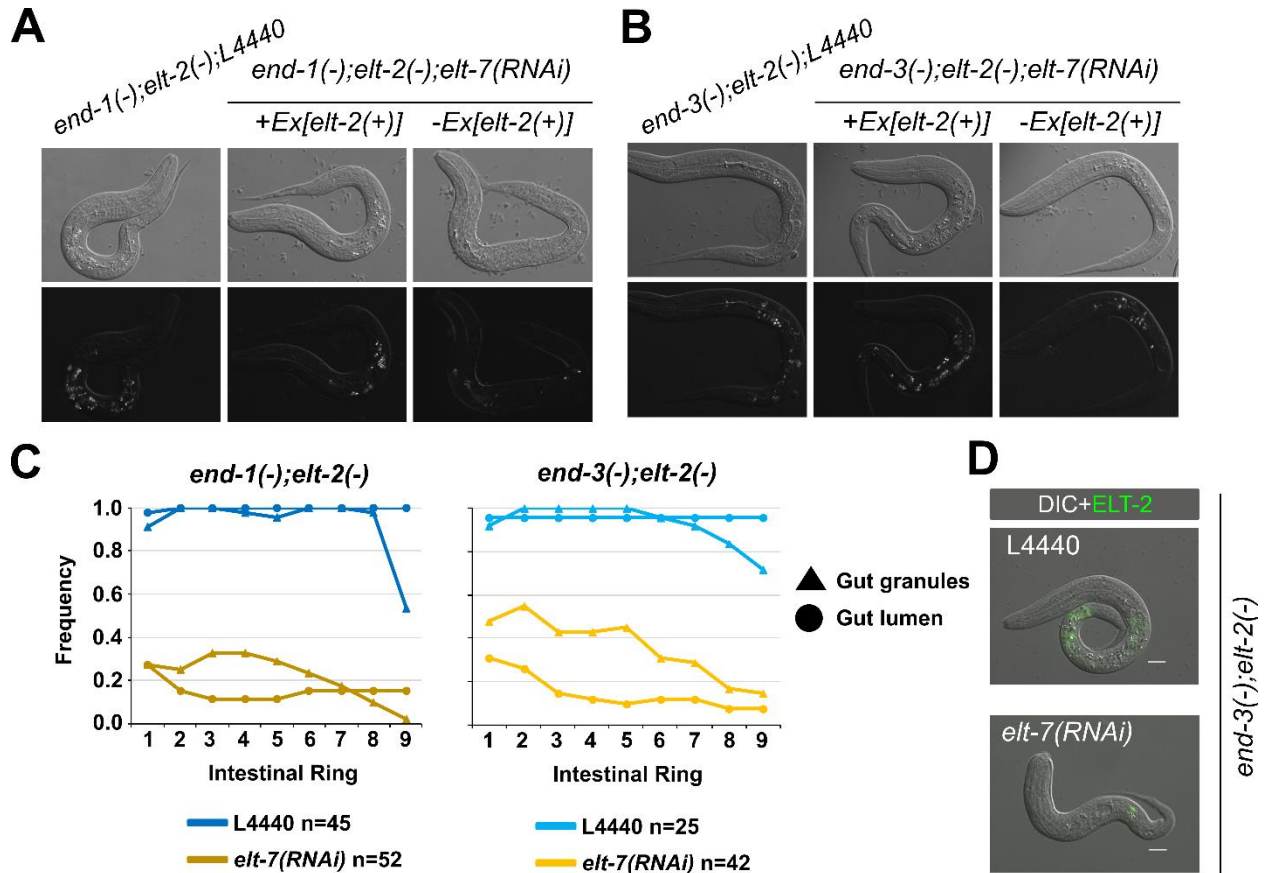 A
end-1(-);elt-2(-);L4440
end-1(-);elt-2(-);elt-7(RNAi)
+Ex[elt-2(+)] -Ex[elt-2(+)]
B
end-3(-);elt-2(-);L4440
end-3(-);elt-2(-);elt-7(RNAi)
+Ex[elt-2(+)] -Ex[elt-2(+)]
C
end-1(-);elt-2(-)
Frequency
1.0
0.8
0.6
0.4
0.2
0.0
1 2 3 4 5 6 7 8 9
Intestinal Ring
L4440 n=45
elt-7(RNAi) n=52
end-3(-);elt-2(-)
1 2 3 4 5 6 7 8 9
Intestinal Ring
L4440 n=25
elt-7(RNAi) n=42
Gut granules
Gut lumen
D
DIC+ELT-2
L4440
elt-7(RNAi)
end-3(-);elt-2(-)